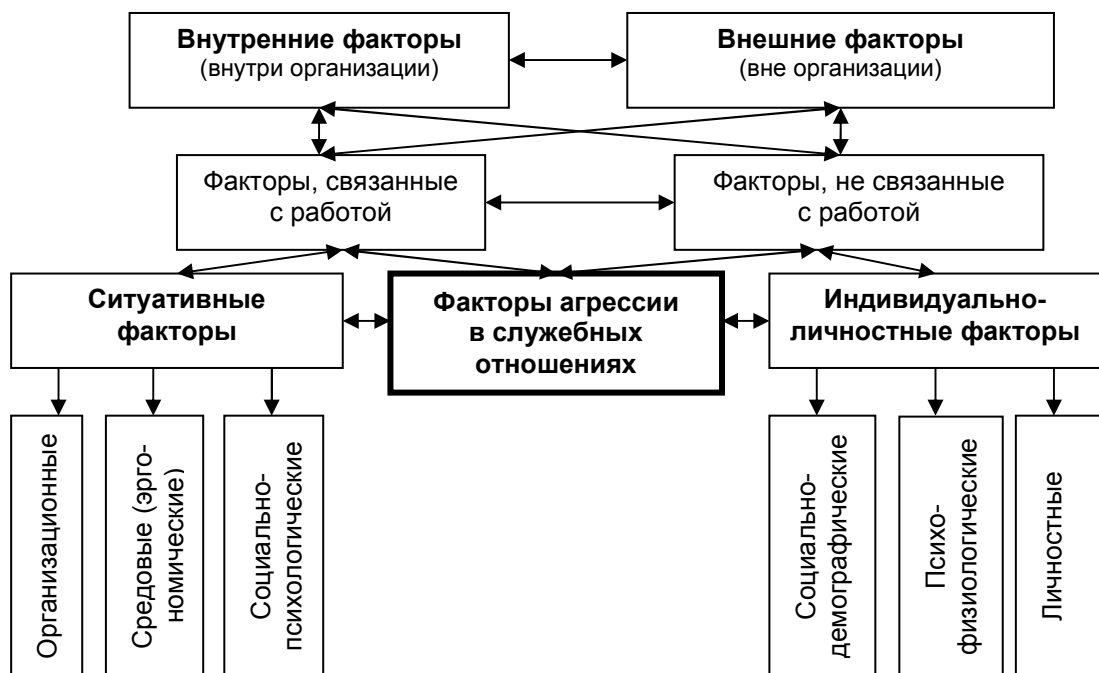 Внутренние факторы
(внутри организации)
Внешние факторы
(вне организации)
Факторы, связанные
с работой
Факторы, не связанные
с работой
Ситуативные
факторы
Факторы агрессии
в служебных
отношениях
Индивидуально-
личностные факторы
Организационные
Средовые (эрго-
номические)
Социально-
психологические
Социально-
демографические
Психо-
физиологические
Личностные